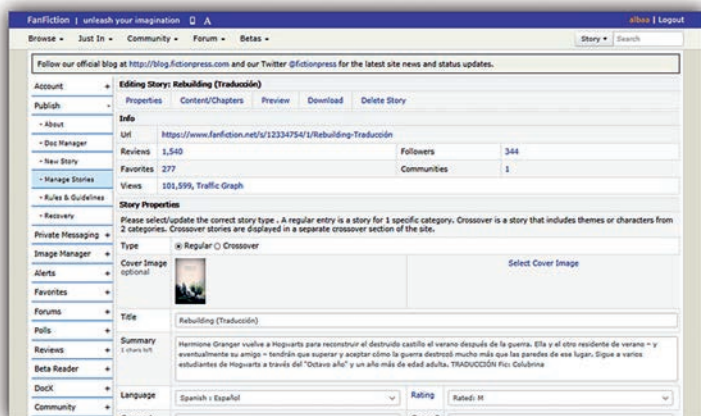 FanFiction | unleash your imagination A albea | Logout
Browse Just In Community Forum Betas Story Search
Follow our official blog at http://blog.fictionpress.com and our Twitter @fictionpress for the latest site news and status updates.
Account +
Publish -
- About
- Doc Manager
- New Story
- Manage Stories
- Rules & Guidelines
- Recovery
Private Messaging +
Image Manager +
Alerts +
Favorites +
Forums +
Polls +
Reviews +
Beta Reader +
DocX +
Community +
Editing Story: Rebuilding (Traducción)
Properties Content/Chapters Preview Download Delete Story
Info
Url https://www.fanfiction.net/s/12334754/1/Rebuilding-Traducción
Reviews 1,540 Followers 344
Favorites 277 Communities 1
Views 101,599, Traffic Graph
Story Properties
Please select/update the correct story type . A regular entry is a story for 1 specific category. Crossover is a story that includes themes or characters from
2 categories. Crossover stories are displayed in a separate crossover section of the site.
Type Regular Crossover
Cover Image Select Cover Image
optional
Title Rebuilding (Traducción)
Summary Hermione Granger vuelve a Hogwarts para reconstruir el destruido castillo el verano después de la guerra. Ella y el otro residente de verano – y
1 chars left eventualmente su amigo – tendrán que superar y aceptar cómo la guerra destrozó mucho más que las paredes de ese lugar. Sigue a varios
estudiantes de Hogwarts a través del "Octavo año" y un año más de edad adulta. TRADUCCIÓN Fic: Colubrina
Language Spanish : Español Rating Rated: M